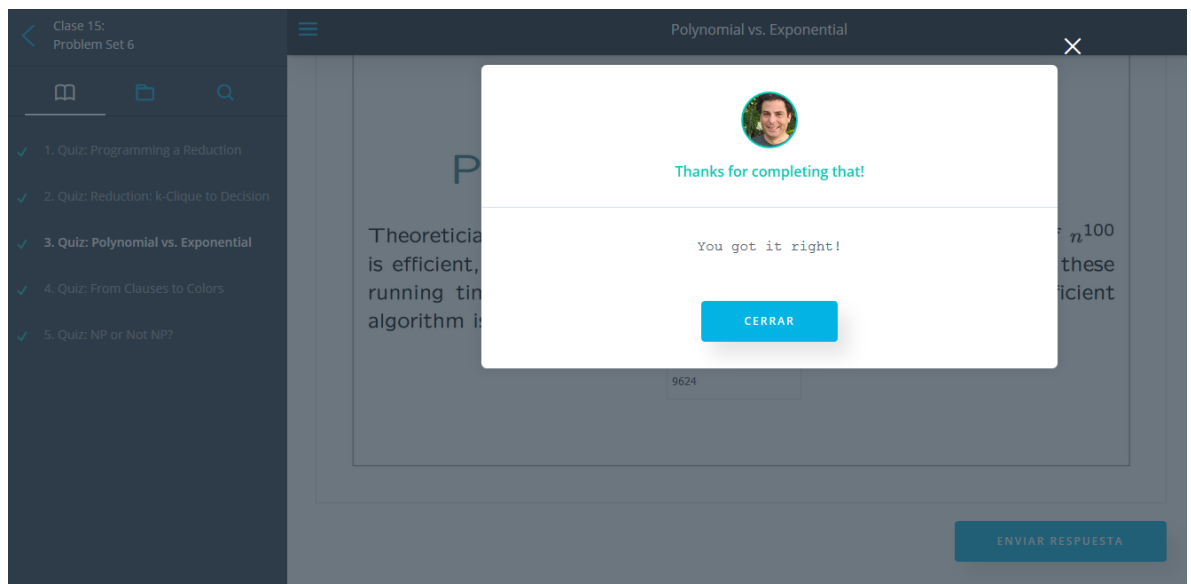 Clase 15:
Problem Set 6
Polynomial vs. Exponential
1. Quiz: Programming a Reduction
2. Quiz: Reduction: k-Clique to Decision
3. Quiz: Polynomial vs. Exponential
4. Quiz: From Clauses to Colors
5. Quiz: NP or Not NP?
Thanks for completing that!
You got it right!
CERRAR
P
Theoreticia n¹⁰⁰
is efficient, these
running tin icient
algorithm is
9624
ENVIAR RESPUESTA